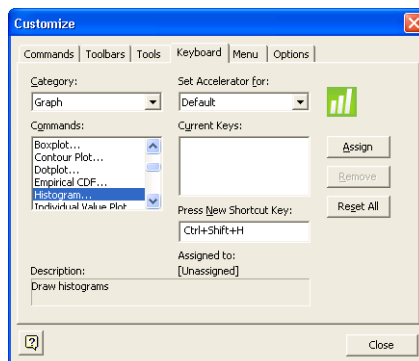 Customize
Commands Toolbars Tools Keyboard Menu Options
Category:
Graph
Set Accelerator for:
Default
Commands:
Boxplot...
Contour Plot...
Dotplot...
Empirical CDF...
Histogram...
Individual Value Plot
Current Keys:
Assign
Remove
Reset All
Press New Shortcut Key:
Ctrl+Shift+H
Assigned to:
[Unassigned]
Description:
Draw histograms
?
Close